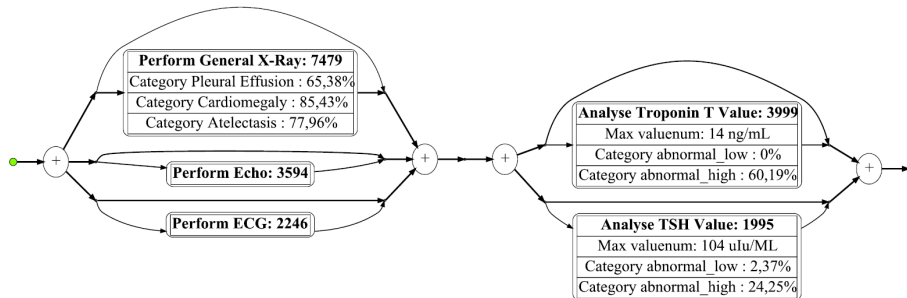 Perform General X-Ray: 7479
Category Pleural Effusion : 65,38%
Category Cardiomegaly : 85,43%
Category Atelectasis : 77,96%
+
Perform Echo: 3594
Perform ECG: 2246
+
+
Analyse Troponin T Value: 3999
Max valuenum: 14 ng/mL
Category abnormal_low : 0%
Category abnormal_high : 60,19%
Analyse TSH Value: 1995
Max valuenum: 104 uIu/ML
Category abnormal_low : 2,37%
Category abnormal_high : 24,25%
+